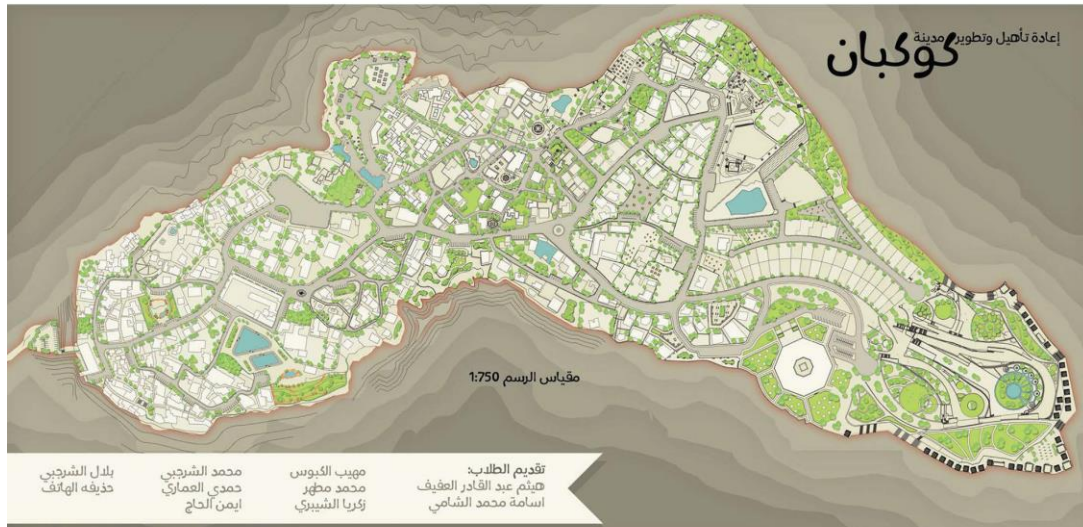 إعادة تأهيل وتطوير مدينة
كوكبان
مقياس الرسم 1:750
تقديم الطلاب:
هيثم عبد القادر العفيف
اسامة محمد الشامي
مهيب الكبوس
محمد مطهر
زكريا الشيبري
محمد الشرجبي
حمدي العماري
ايمن الحاج
بلال الشرجبي
حذيفه الهاتف